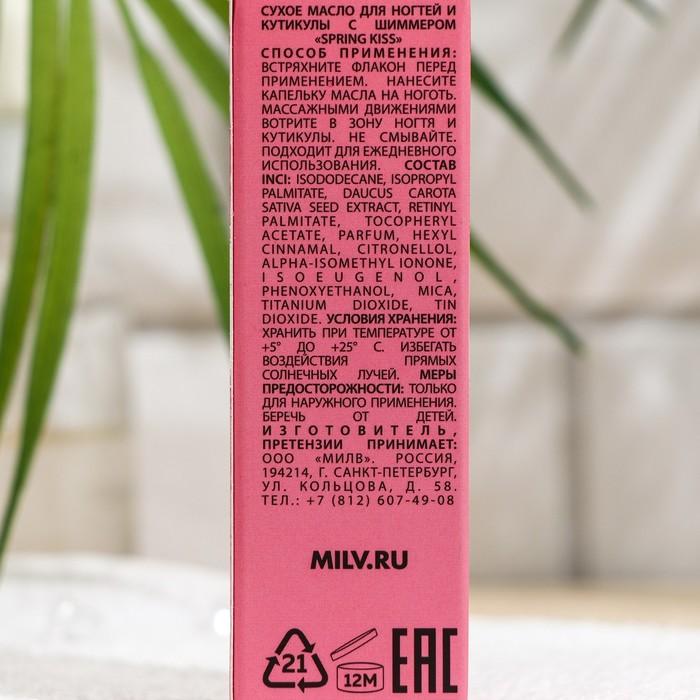 СУХОЕ МАСЛО ДЛЯ НОГТЕЙ И
КУТИКУЛЫ С ШИММЕРОМ
«SPRING KISS»
СПОСОБ ПРИМЕНЕНИЯ:
ВСТРЯХНИТЕ ФЛАКОН ПЕРЕД
ПРИМЕНЕНИЕМ. НАНЕСИТЕ
КАПЕЛЬКУ МАСЛА НА НОГОТЬ.
МАССАЖНЫМИ ДВИЖЕНИЯМИ
ВОТРИТЕ В ЗОНУ НОГТЯ И
КУТИКУЛЫ. НЕ СМЫВАЙТЕ.
ПОДХОДИТ ДЛЯ ЕЖЕДНЕВНОГО
ИСПОЛЬЗОВАНИЯ. СОСТАВ
INCI: ISODODECANE, ISOPROPYL
PALMITATE, DAUCUS CAROTA
SATIVA SEED EXTRACT, RETINYL
PALMITATE, TOCOPHERYL
ACETATE, PARFUM, HEXYL
CINNAMAL, CITRONELLOL,
ALPHA-ISOMETHYL IONONE,
ISOEUGENOL,
PHENOXYETHANOL, MICA,
TITANIUM DIOXIDE, TIN
DIOXIDE. УСЛОВИЯ ХРАНЕНИЯ:
ХРАНИТЬ ПРИ ТЕМПЕРАТУРЕ ОТ
+5° ДО +25° С. ИЗБЕГАТЬ
ВОЗДЕЙСТВИЯ ПРЯМЫХ
СОЛНЕЧНЫХ ЛУЧЕЙ. МЕРЫ
ПРЕДОСТОРОЖНОСТИ: ТОЛЬКО
ДЛЯ НАРУЖНОГО ПРИМЕНЕНИЯ.
БЕРЕЧЬ ОТ ДЕТЕЙ.
ИЗГОТОВИТЕЛЬ,
ПРЕТЕНЗИИ ПРИНИМАЕТ:
ООО «МИЛВ». РОССИЯ,
194214, Г. САНКТ-ПЕТЕРБУРГ,
УЛ. КОЛЬЦОВА, Д. 58.
ТЕЛ.: +7 (812) 607-49-08
MILV.RU
21 12M EAC